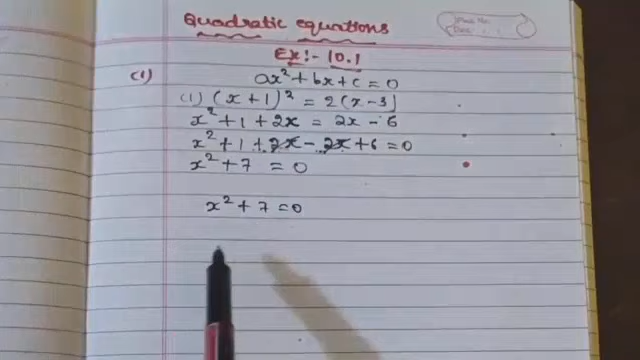 Quadratic equations
Ex:- 10.1
(1) ax² + bx + c = 0
(1) (x + 1)² = 2(x - 3)
x² + 1 + 2x = 2x - 6
x² + 1 + 2x - 2x + 6 = 0
x² + 7 = 0
x² + 7 = 0